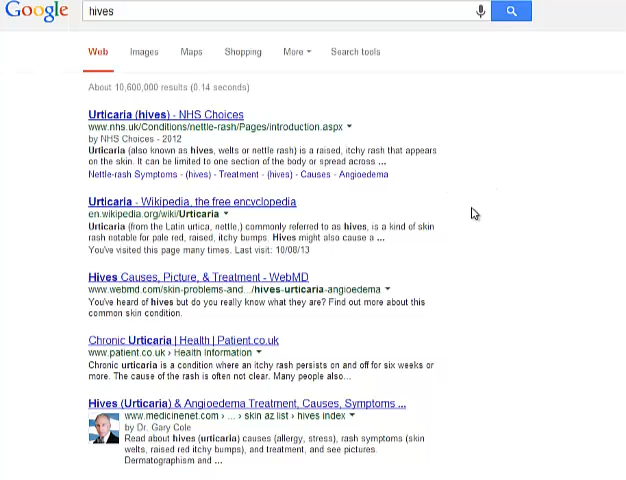 Google
hives
Web Images Maps Shopping More Search tools
About 10,600,000 results (0.14 seconds)
Urticaria (hives) - NHS Choices
www.nhs.uk/Conditions/nettle-rash/Pages/introduction.aspx
by NHS Choices - 2012
Urticaria (also known as hives, welts or nettle rash) is a raised, itchy rash that appears
on the skin. It can be limited to one section of the body or spread across ...
Nettle-rash Symptoms - (hives) - Treatment - (hives) - Causes - Angioedema
Urticaria - Wikipedia, the free encyclopedia
en.wikipedia.org/wiki/Urticaria
Urticaria (from the Latin urtica, nettle,) commonly referred to as hives, is a kind of skin
rash notable for pale red, raised, itchy bumps. Hives might also cause a ...
You've visited this page many times. Last visit: 10/08/13
Hives Causes, Picture, & Treatment - WebMD
www.webmd.com/skin-problems-and.../hives-urticaria-angioedema
You've heard of hives but do you really know what they are? Find out more about this
common skin condition.
Chronic Urticaria | Health | Patient.co.uk
www.patient.co.uk › Health Information
Chronic urticaria is a condition where an itchy rash persists on and off for six weeks or
more. The cause of the rash is often not clear. Many people also...
Hives (Urticaria) & Angioedema Treatment, Causes, Symptoms ...
www.medicinenet.com › ... › skin az list › hives index
by Dr. Gary Cole
Read about hives (urticaria) causes (allergy, stress), rash symptoms (skin
welts, raised red itchy bumps), and treatment, and see pictures.
Dermatographism and ...